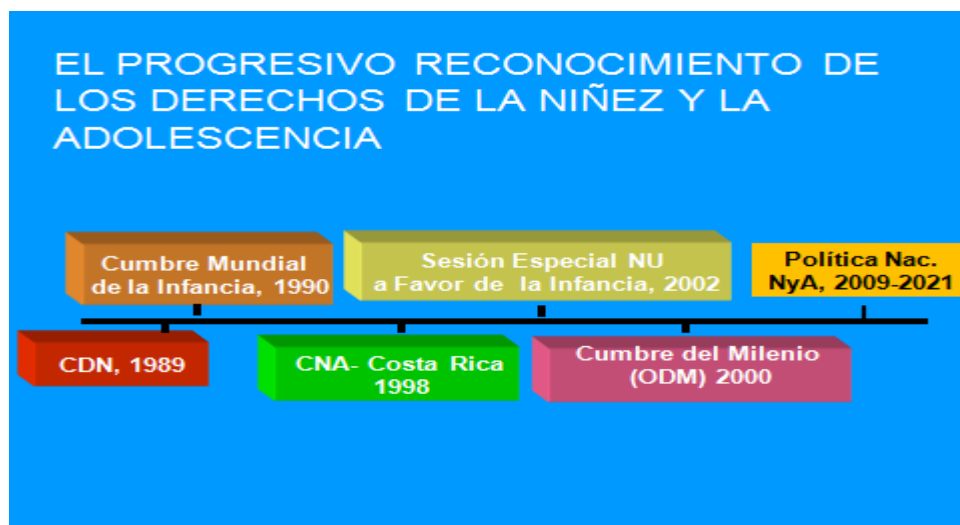 EL PROGRESIVO RECONOCIMIENTO DE
LOS DERECHOS DE LA NIÑEZ Y LA
ADOLESCENCIA
Cumbre Mundial
de la Infancia, 1990
Sesión Especial NU
a Favor de la Infancia, 2002
Política Nac.
NyA, 2009-2021
CDN, 1989
CNA- Costa Rica
1998
Cumbre del Milenio
(ODM) 2000